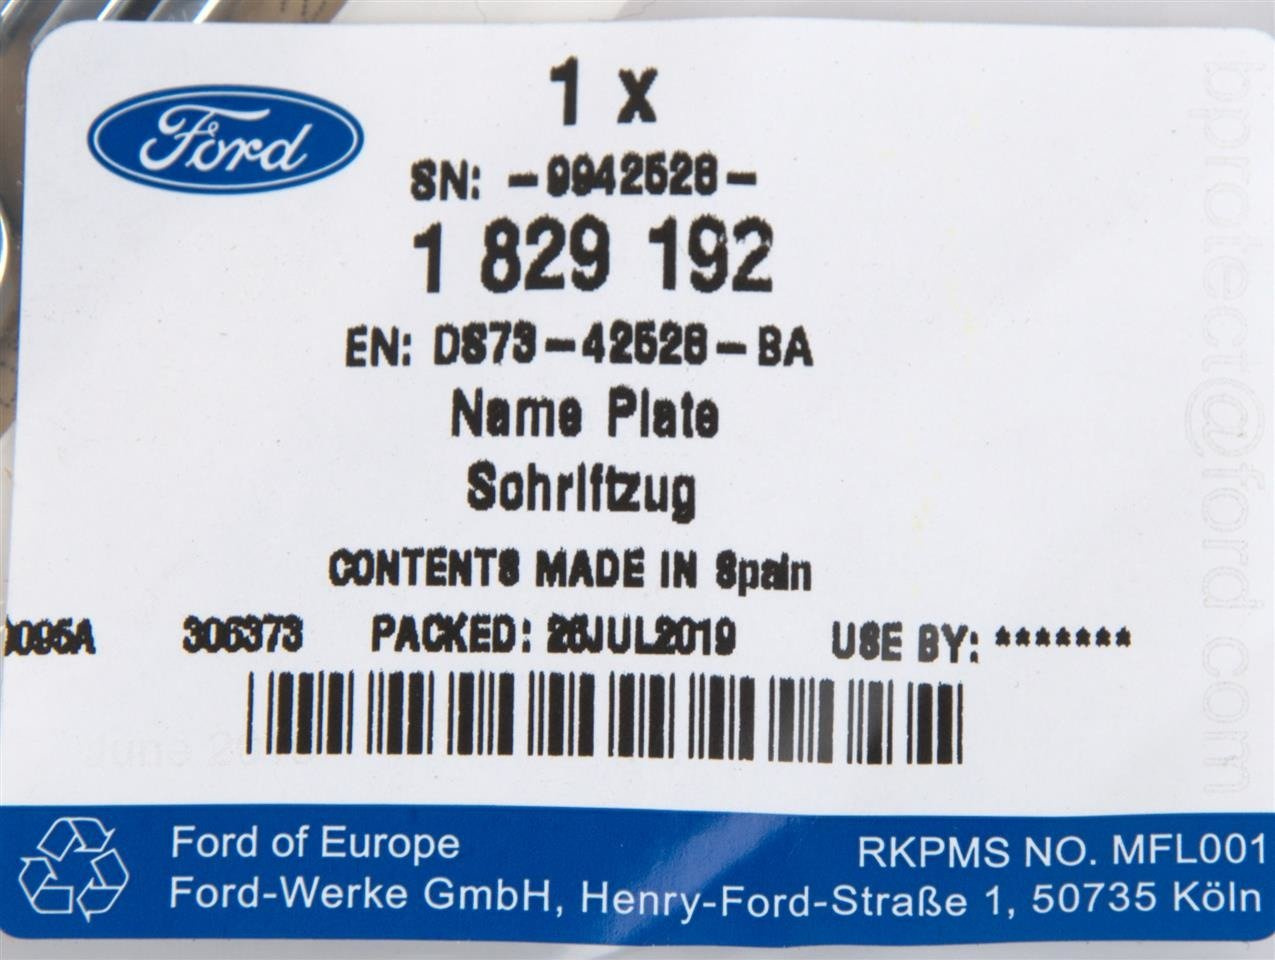 1 x
Ford
SN: -9942528-
1 829 192
EN: DS73-42528-BA
Name Plate
Schriftzug
CONTENTS MADE IN Spain
306373 PACKED: 26JUL2019 USE BY: *******
bprotect@ford.com
Ford of Europe
RKPMS NO. MFL001
Ford-Werke GmbH, Henry-Ford-Straße 1, 50735 Köln